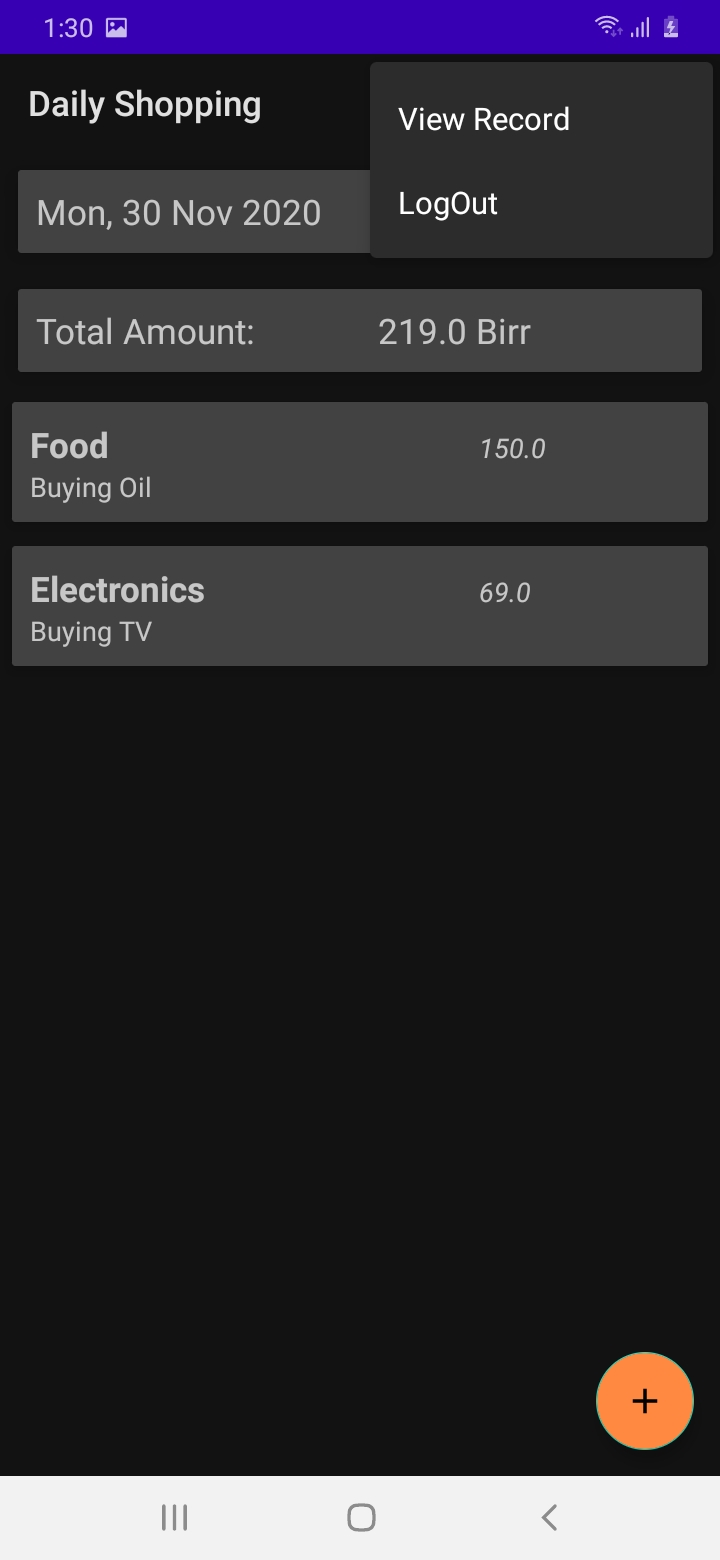 1:30
Daily Shopping
View Record
LogOut
Mon, 30 Nov 2020
Total Amount: 219.0 Birr
Food 150.0
Buying Oil
Electronics 69.0
Buying TV